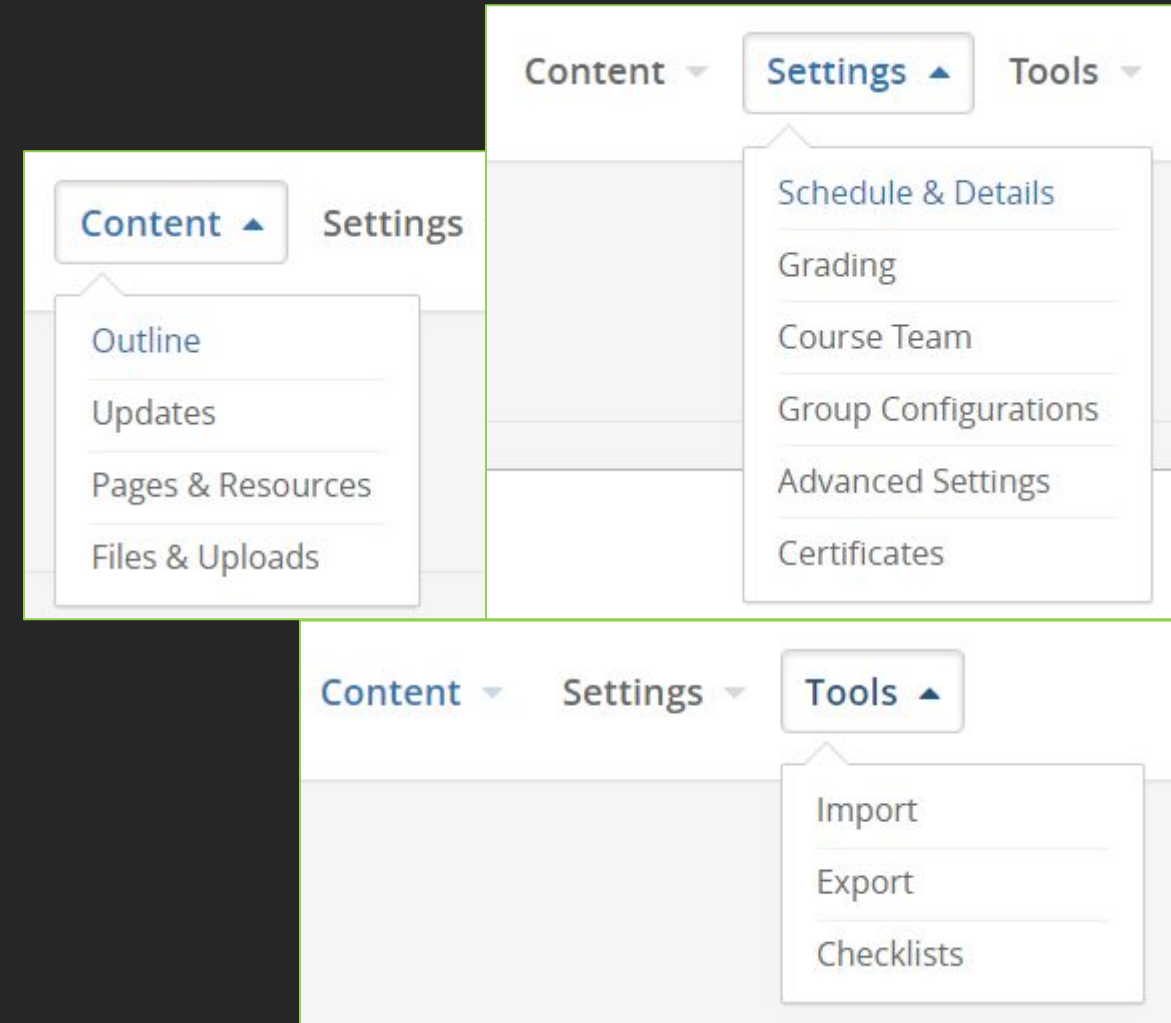 Content Settings
Outline
Updates
Pages & Resources
Files & Uploads
Content Settings Tools
Schedule & Details
Grading
Course Team
Group Configurations
Advanced Settings
Certificates
Content Settings Tools
Import
Export
Checklists